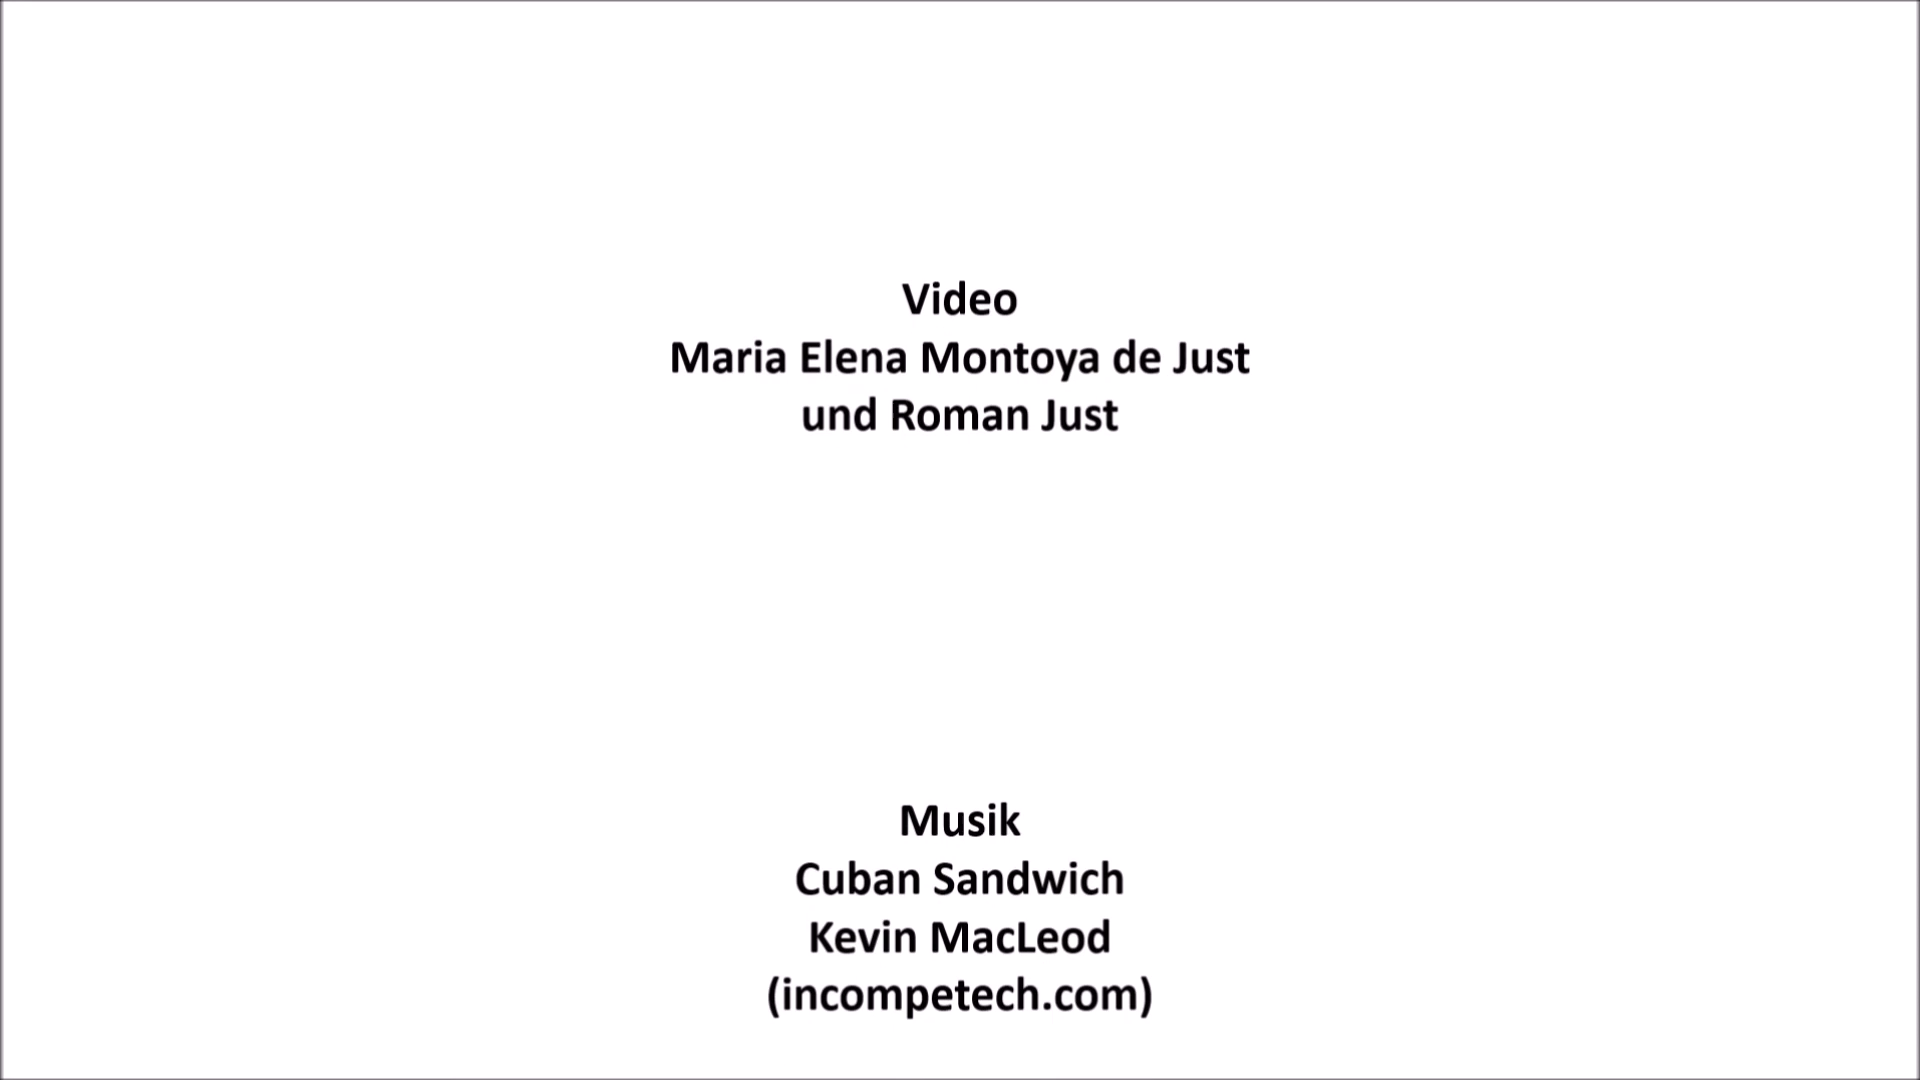 Video
Maria Elena Montoya de Just
und Roman Just
Musik
Cuban Sandwich
Kevin MacLeod
(incompetech.com)